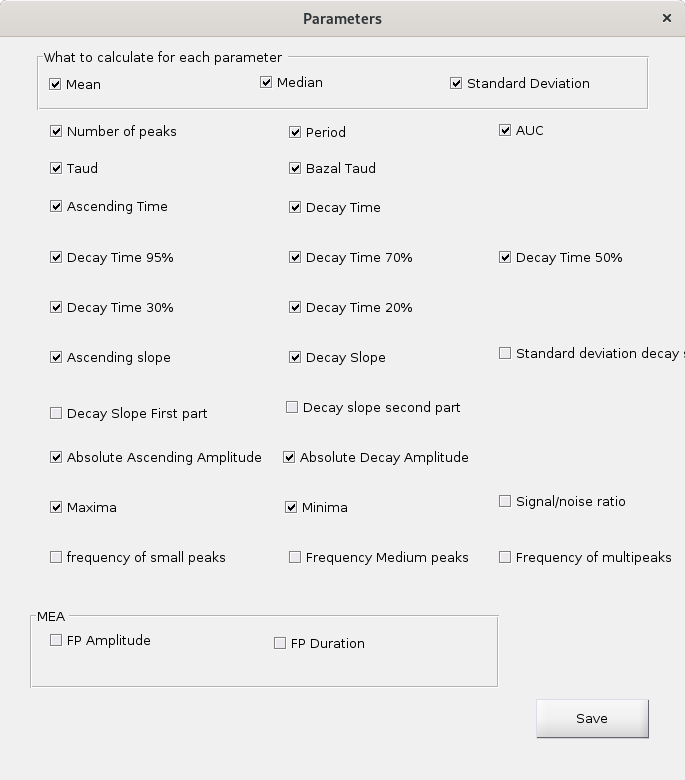 Parameters
What to calculate for each parameter
Mean Median Standard Deviation
Number of peaks Period AUC
Taud Bazal Taud
Ascending Time Decay Time
Decay Time 95% Decay Time 70% Decay Time 50%
Decay Time 30% Decay Time 20%
Ascending slope Decay Slope Standard deviation decay
Decay Slope First part Decay slope second part
Absolute Ascending Amplitude Absolute Decay Amplitude
Maxima Minima Signal/noise ratio
frequency of small peaks Frequency Medium peaks Frequency of multipeaks
MEA
FP Amplitude FP Duration
Save